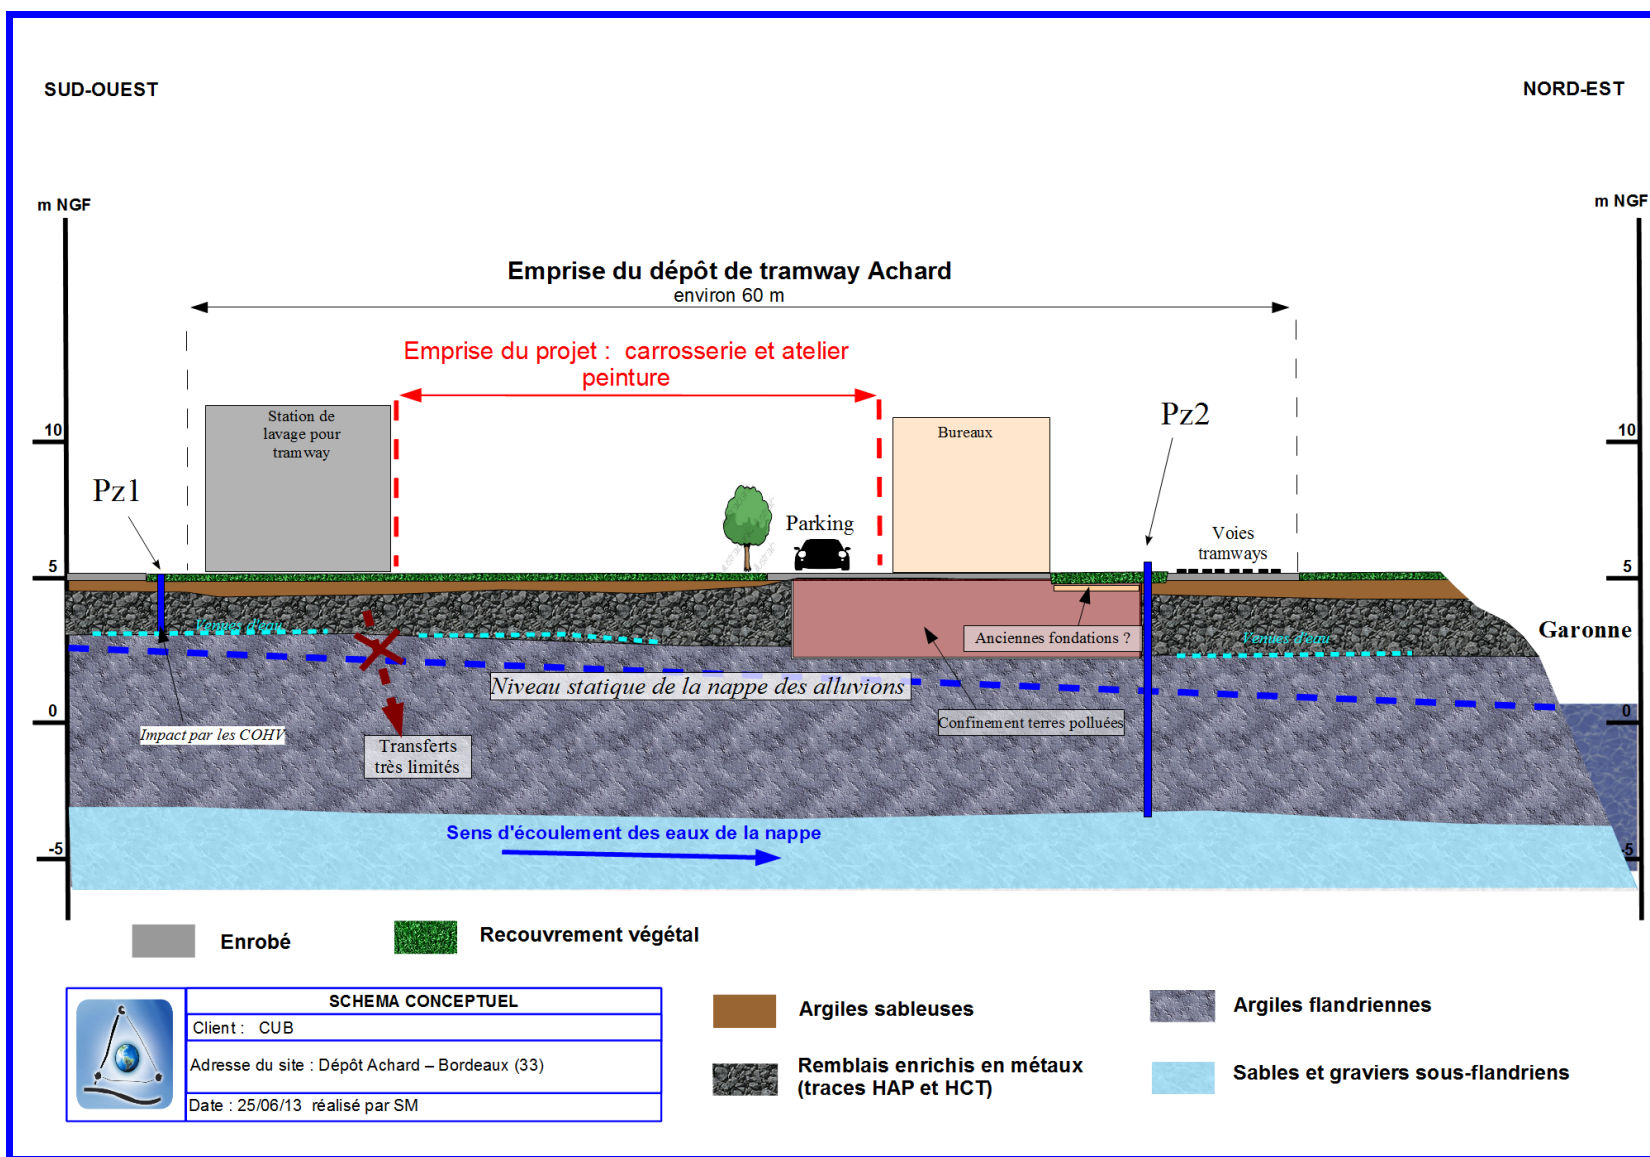 SUD-OUEST
NORD-EST
m NGF
m NGF
Emprise du dépôt de tramway Achard
environ 60 m
Emprise du projet : carrosserie et atelier
peinture
Station de
lavage pour
tramway
Bureaux
Pz2
10
10
Pz1
Parking
Voies
tramways
5
5
Venues d'eau
Anciennes fondations ?
Venues d'eau
Garonne
Niveau statique de la nappe des alluvions
0
0
Impact par les COHV
Confinement terres polluées
Transferts
très limités
Sens d'écoulement des eaux de la nappe
-5
-5
Enrobé
Recouvrement végétal
SCHEMA CONCEPTUEL
Client : CUB
Adresse du site : Dépôt Achard – Bordeaux (33)
Date : 25/06/13 réalisé par SM
Argiles sableuses
Argiles flandriennes
Remblais enrichis en métaux
(traces HAP et HCT)
Sables et graviers sous-flandriens